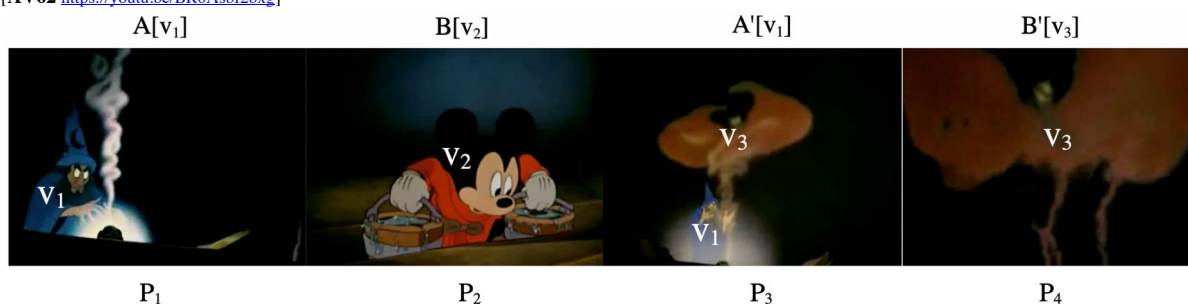 A[v₁] B[v₂] A'[v₁] B'[v₃]
v₁ v₂ v₃ v₁ v₃
P₁ P₂ P₃ P₄